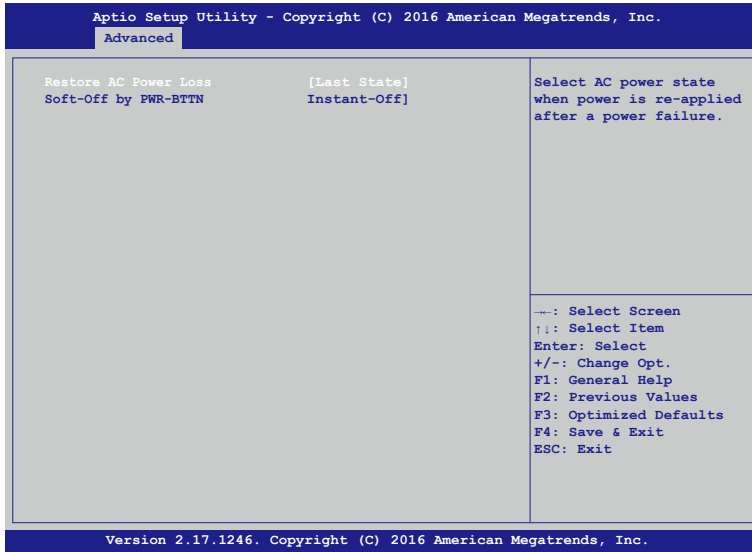 Aptio Setup Utility - Copyright (C) 2016 American Megatrends, Inc.
Advanced
Restore AC Power Loss [Last State]
Soft-Off by PWR-BTTN Instant-Off]
Select AC power state
when power is re-applied
after a power failure.
→←: Select Screen
↑↓: Select Item
Enter: Select
+/-: Change Opt.
F1: General Help
F2: Previous Values
F3: Optimized Defaults
F4: Save & Exit
ESC: Exit
Version 2.17.1246. Copyright (C) 2016 American Megatrends, Inc.